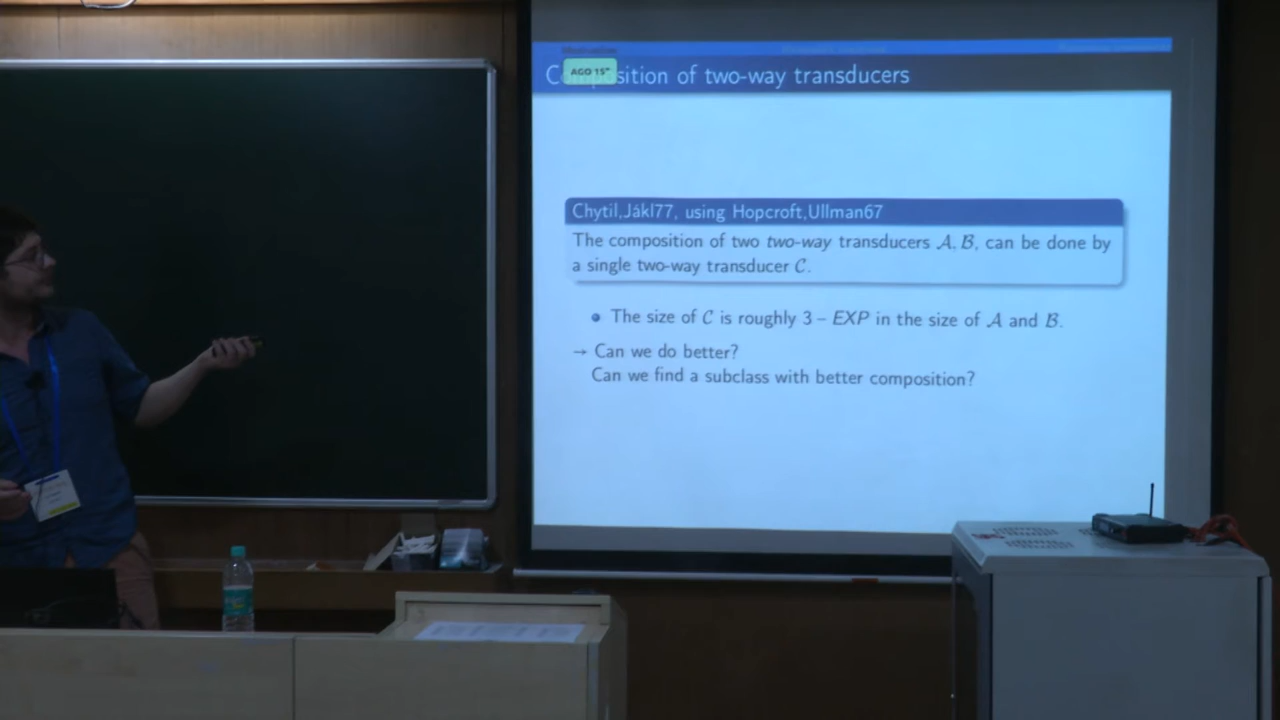 Motivation
AGO 15"
sition of two-way transducers
Chytil,Jákl77, using Hopcroft,Ullman67
The composition of two two-way transducers A, B, can be done by
a single two-way transducer C.
• The size of C is roughly 3 – EXP in the size of A and B.
→ Can we do better?
Can we find a subclass with better composition?